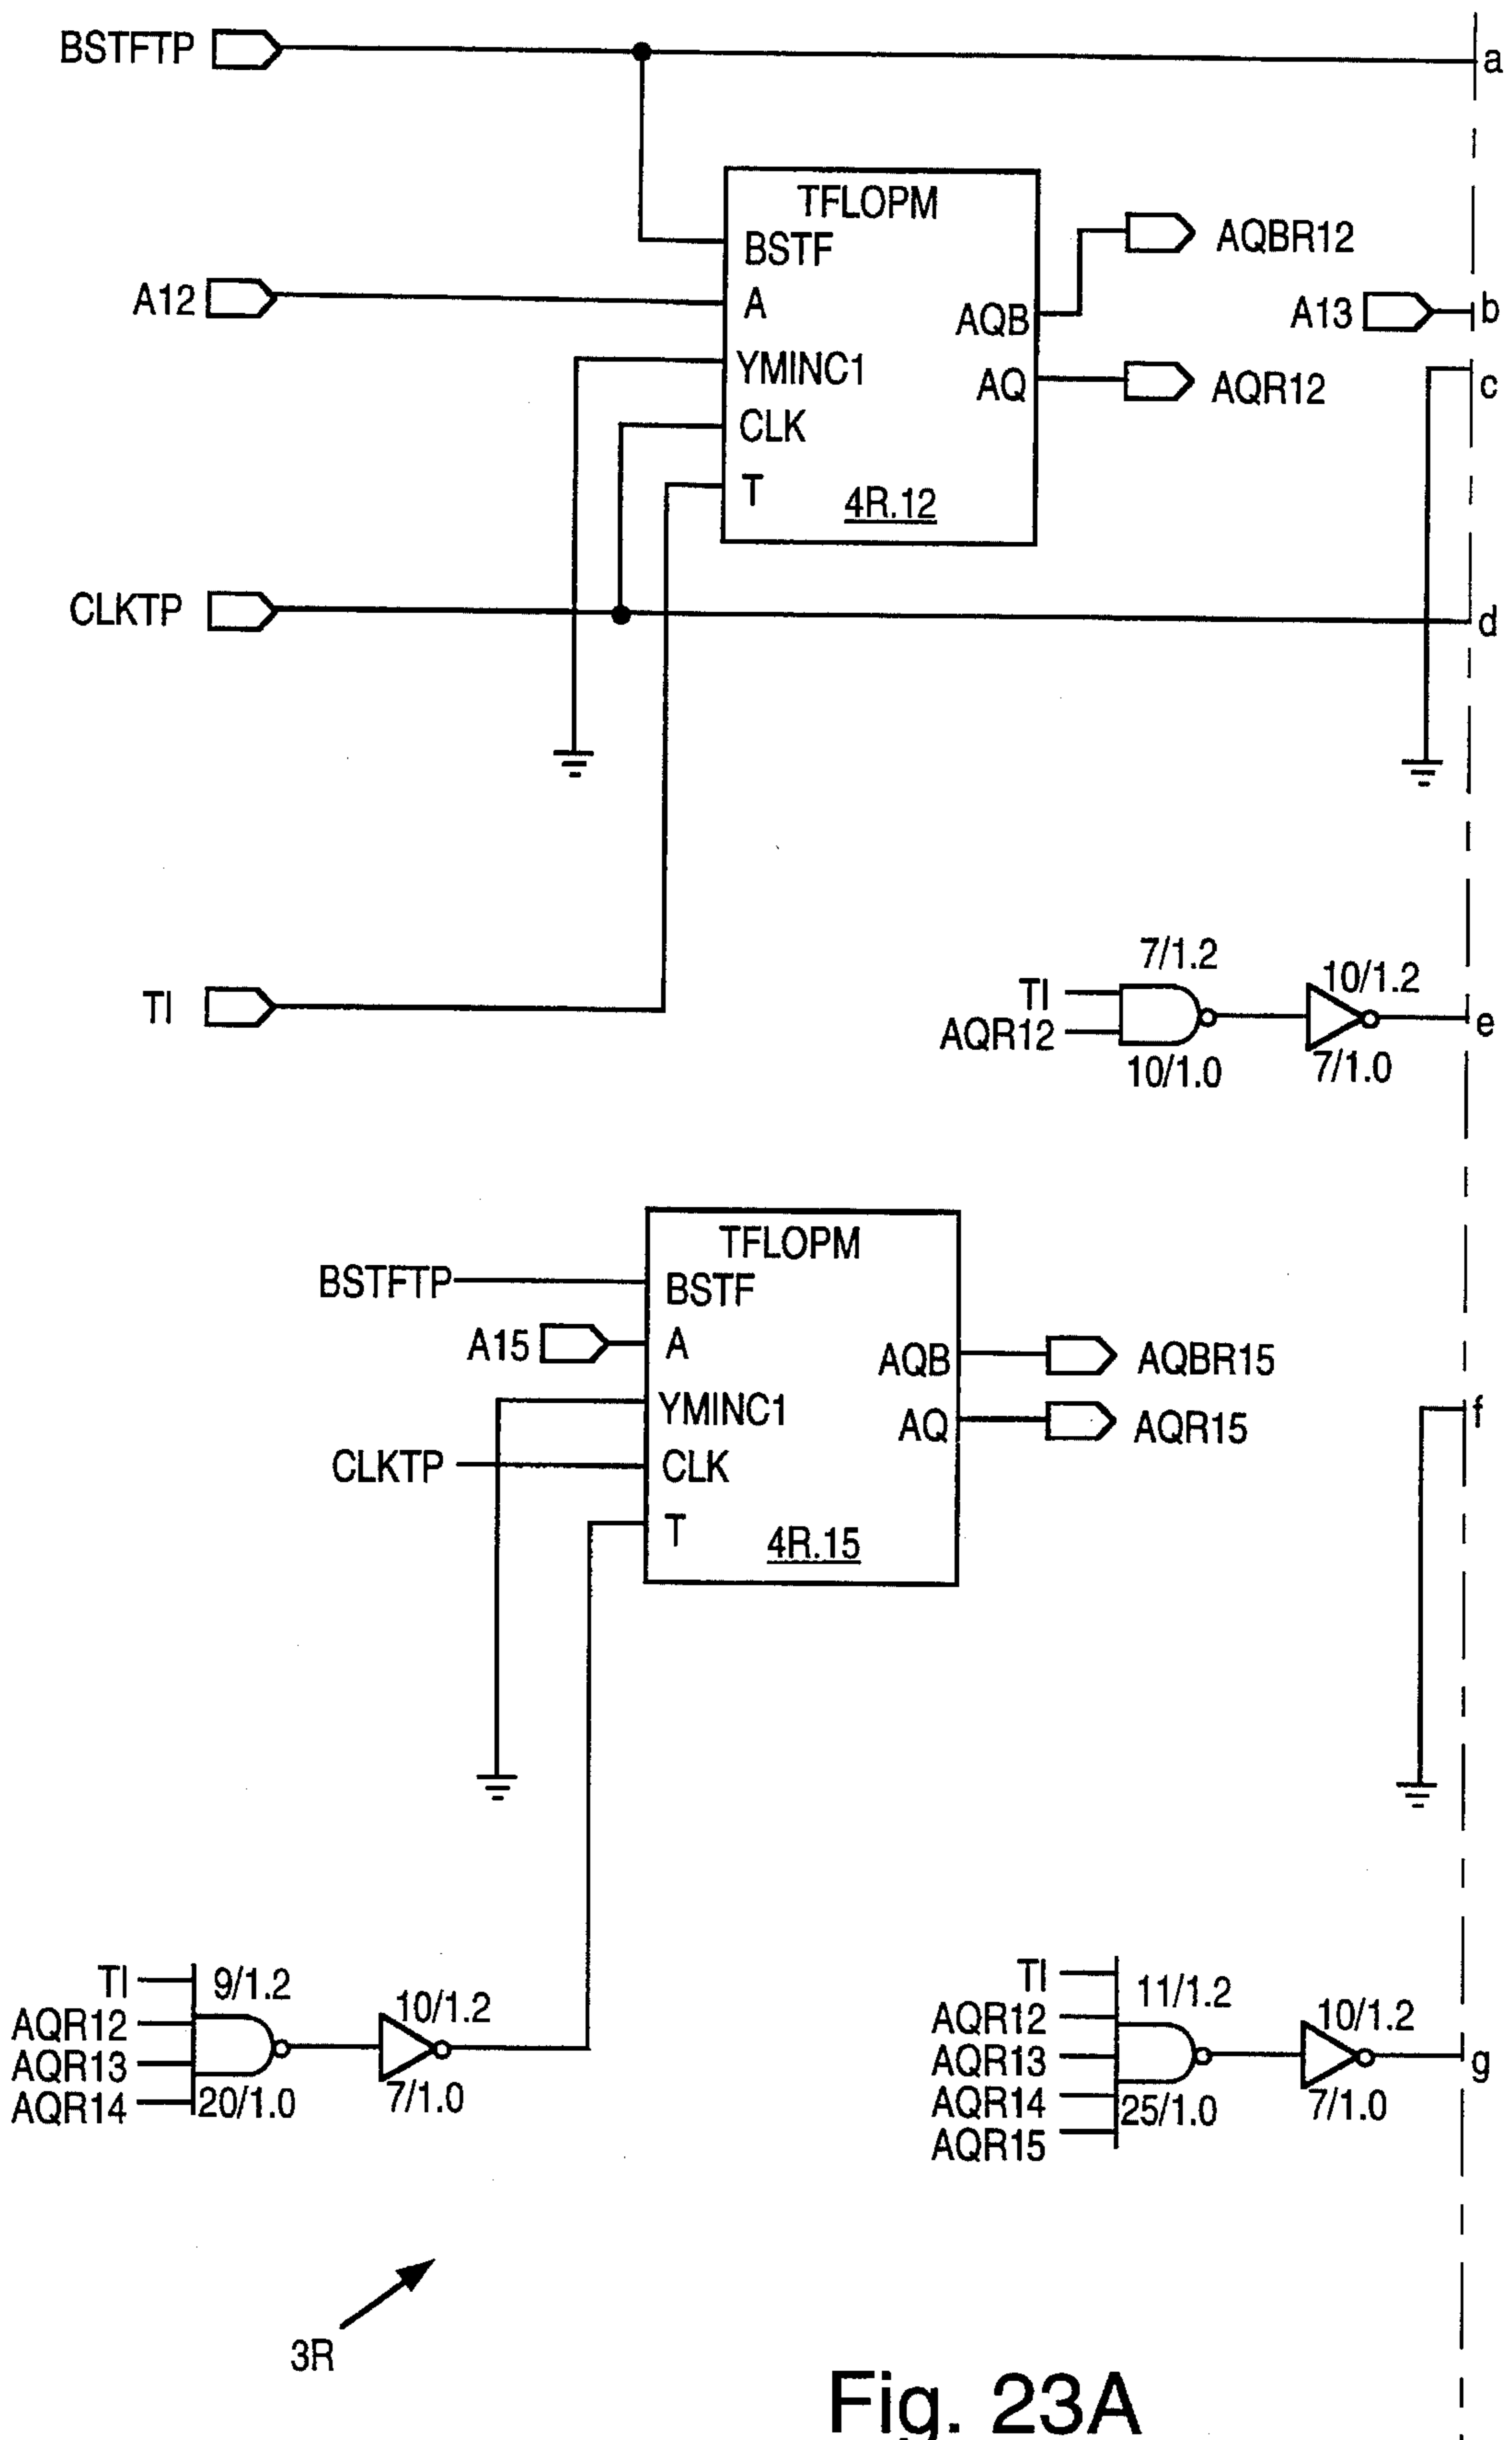 BSTFTP
a
TFLOPM
BSTF
AQBR12
A12
A
AQB
A13
b
YMINC1
AQ
AQR12
c
CLK
T
4R.12
CLKTP
d
7/1.2
10/1.2
TI
TI
AQR12
e
10/1.0
7/1.0
TFLOPM
BSTFTP
BSTF
A15
A
AQB
AQBR15
YMINC1
AQ
AQR15
f
CLKTP
CLK
T
4R.15
TI
9/1.2
AQR12
10/1.2
AQR13
AQR14
20/1.0
7/1.0
TI
11/1.2
AQR12
10/1.2
AQR13
g
AQR14
25/1.0
7/1.0
AQR15
3R
Fig. 23A